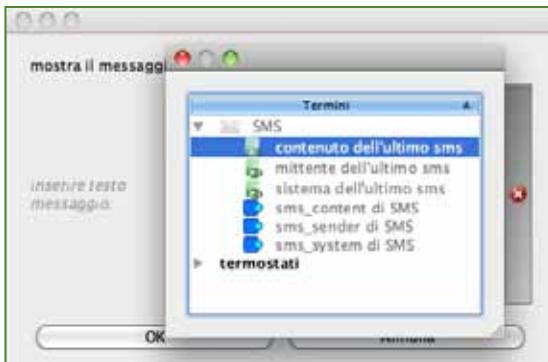 mostra il messaggi
Termini
SMS
contenuto dell'ultimo sms
mittente dell'ultimo sms
sistema dell'ultimo sms
sms_content di SMS
sms_sender di SMS
sms_system di SMS
termostati
inserire testo
messaggio:
OK
Annulla